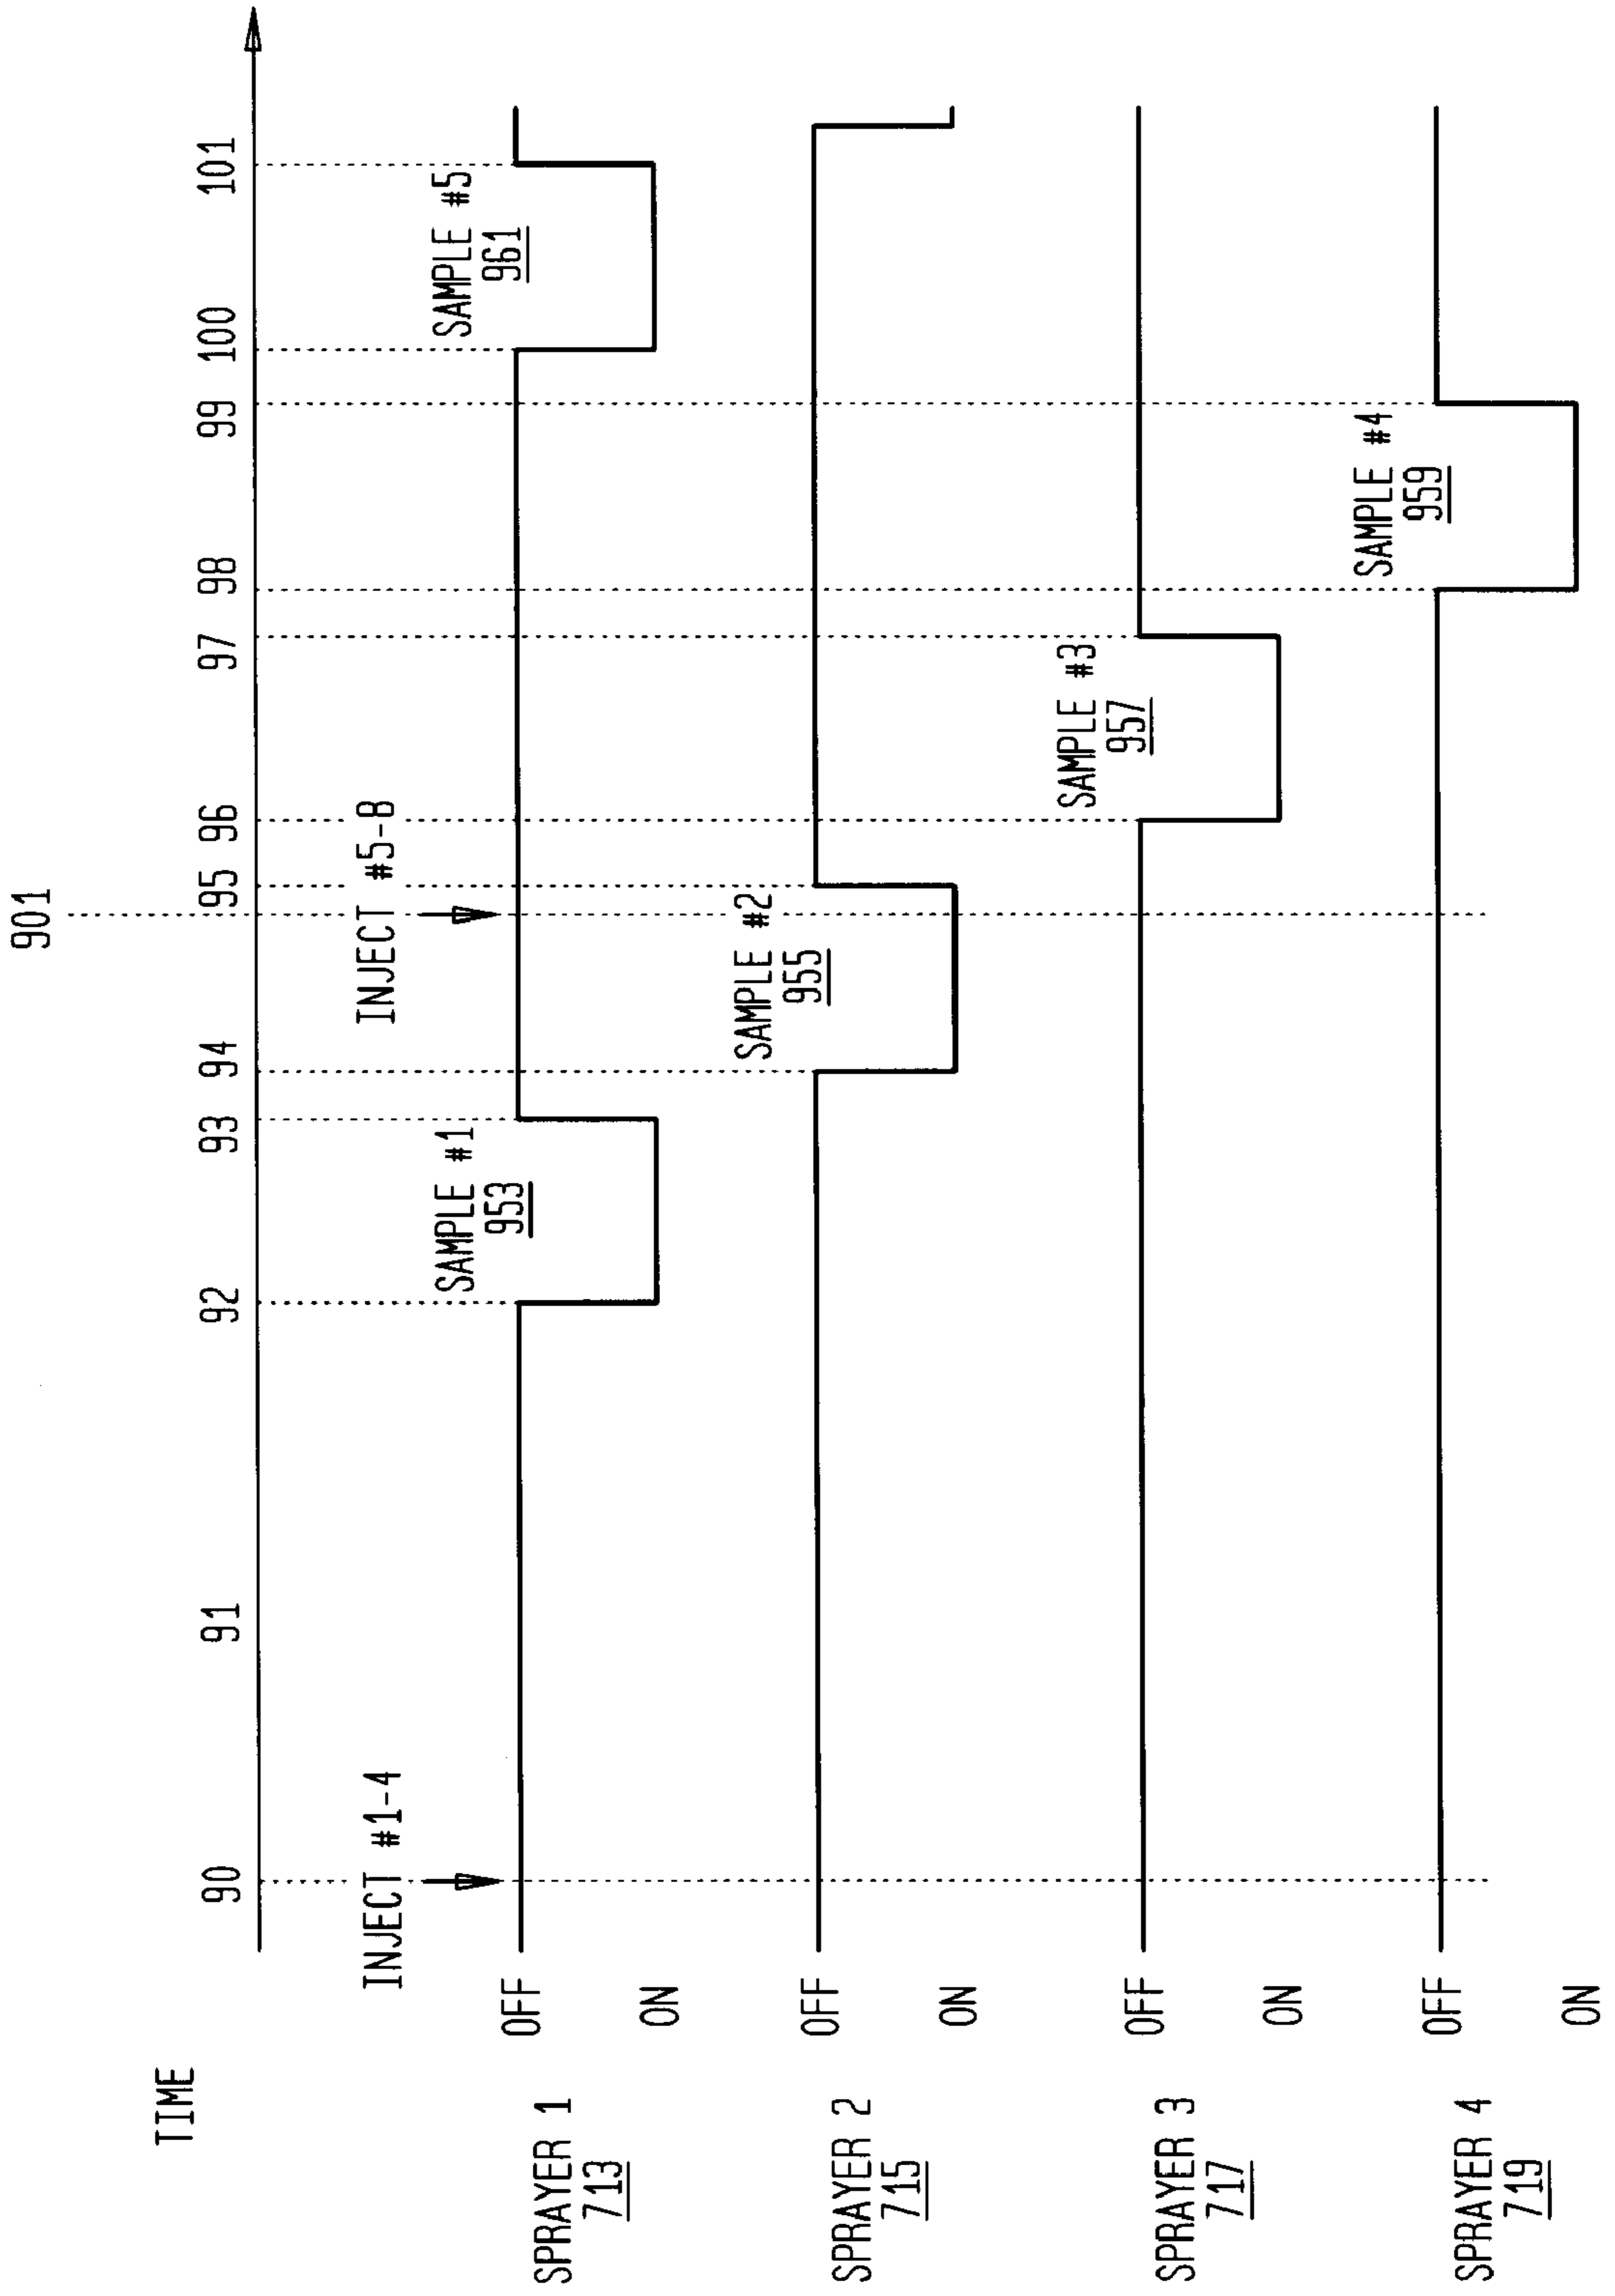 901
TIME
90
91
92
93
94
95
96
97
98
99
100
101
INJECT #1-4
INJECT #5-8
SPRAYER 1
713
OFF
ON
SAMPLE #1
953
SAMPLE #5
961
SPRAYER 2
715
OFF
ON
SAMPLE #2
955
SPRAYER 3
717
OFF
ON
SAMPLE #3
957
SPRAYER 4
719
OFF
ON
SAMPLE #4
959